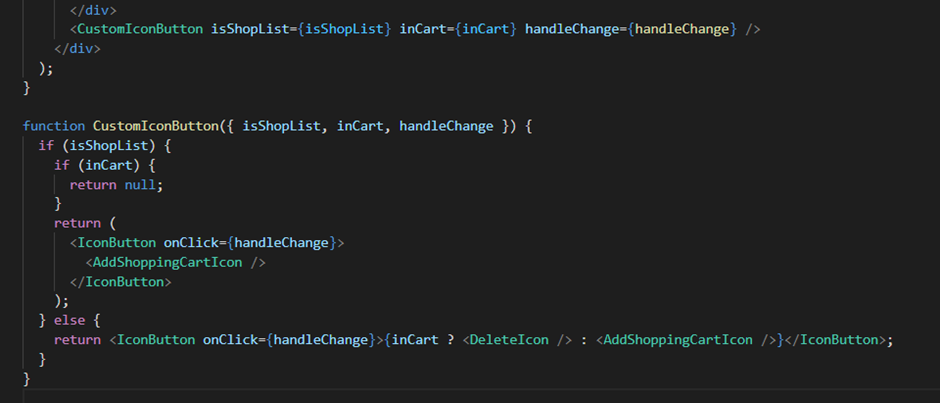 </div>
<CustomIconButton isShopList={isShopList} inCart={inCart} handleChange={handleChange} />
</div>
);
}
function CustomIconButton({ isShopList, inCart, handleChange }) {
if (isShopList) {
if (inCart) {
return null;
}
return (
<IconButton onClick={handleChange}>
<AddShoppingCartIcon />
</IconButton>
);
} else {
return <IconButton onClick={handleChange}>{inCart ? <DeleteIcon /> : <AddShoppingCartIcon />}</IconButton>;
}
}